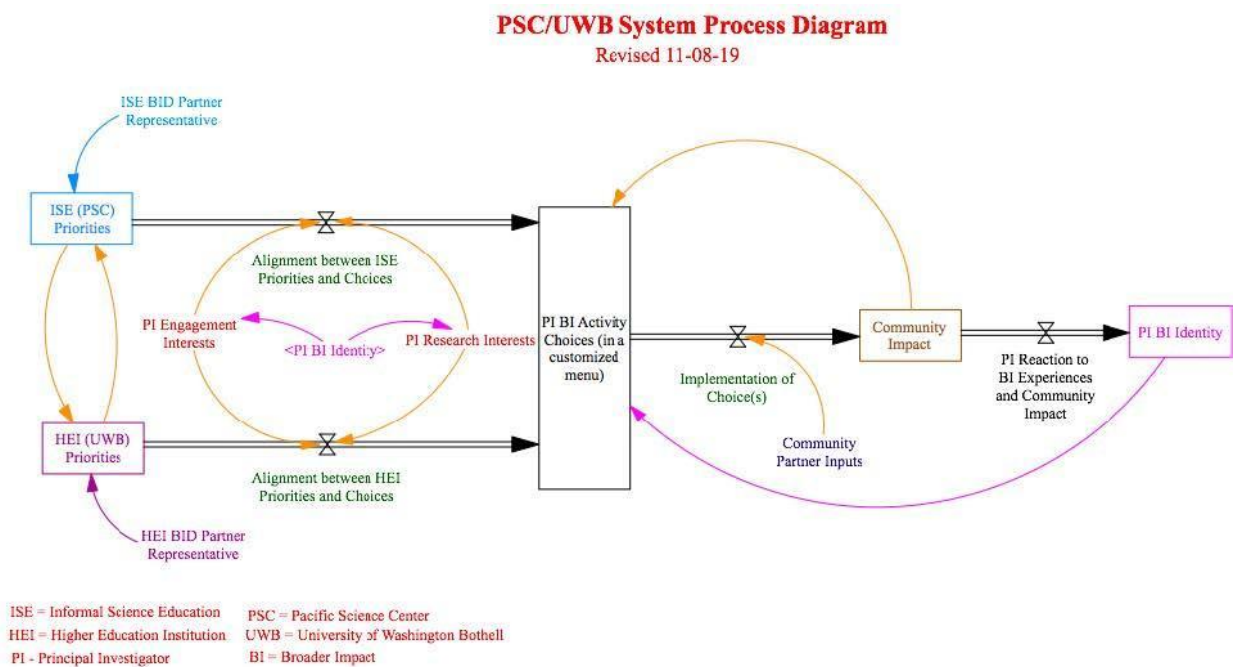 PSC/UWB System Process Diagram
Revised 11-08-19
ISE BID Partner
Representative
ISE (PSC)
Priorities
Alignment between ISE
Priorities and Choices
PI Engagement
Interests
<PI BI Identity>
PI Research Interests
PI BI Activity
Choices (in a
customized
menu)
Implementation of
Choice(s)
Community
Partner Inputs
Community
Impact
PI Reaction to
BI Experiences
and Community
Impact
PI BI Identity
HEI (UWB)
Priorities
Alignment between HEI
Priorities and Choices
HEI BID Partner
Representative
ISE = Informal Science Education
PSC = Pacific Science Center
HEI = Higher Education Institution
UWB = University of Washington Bothell
PI - Principal Investigator
BI = Broader Impact